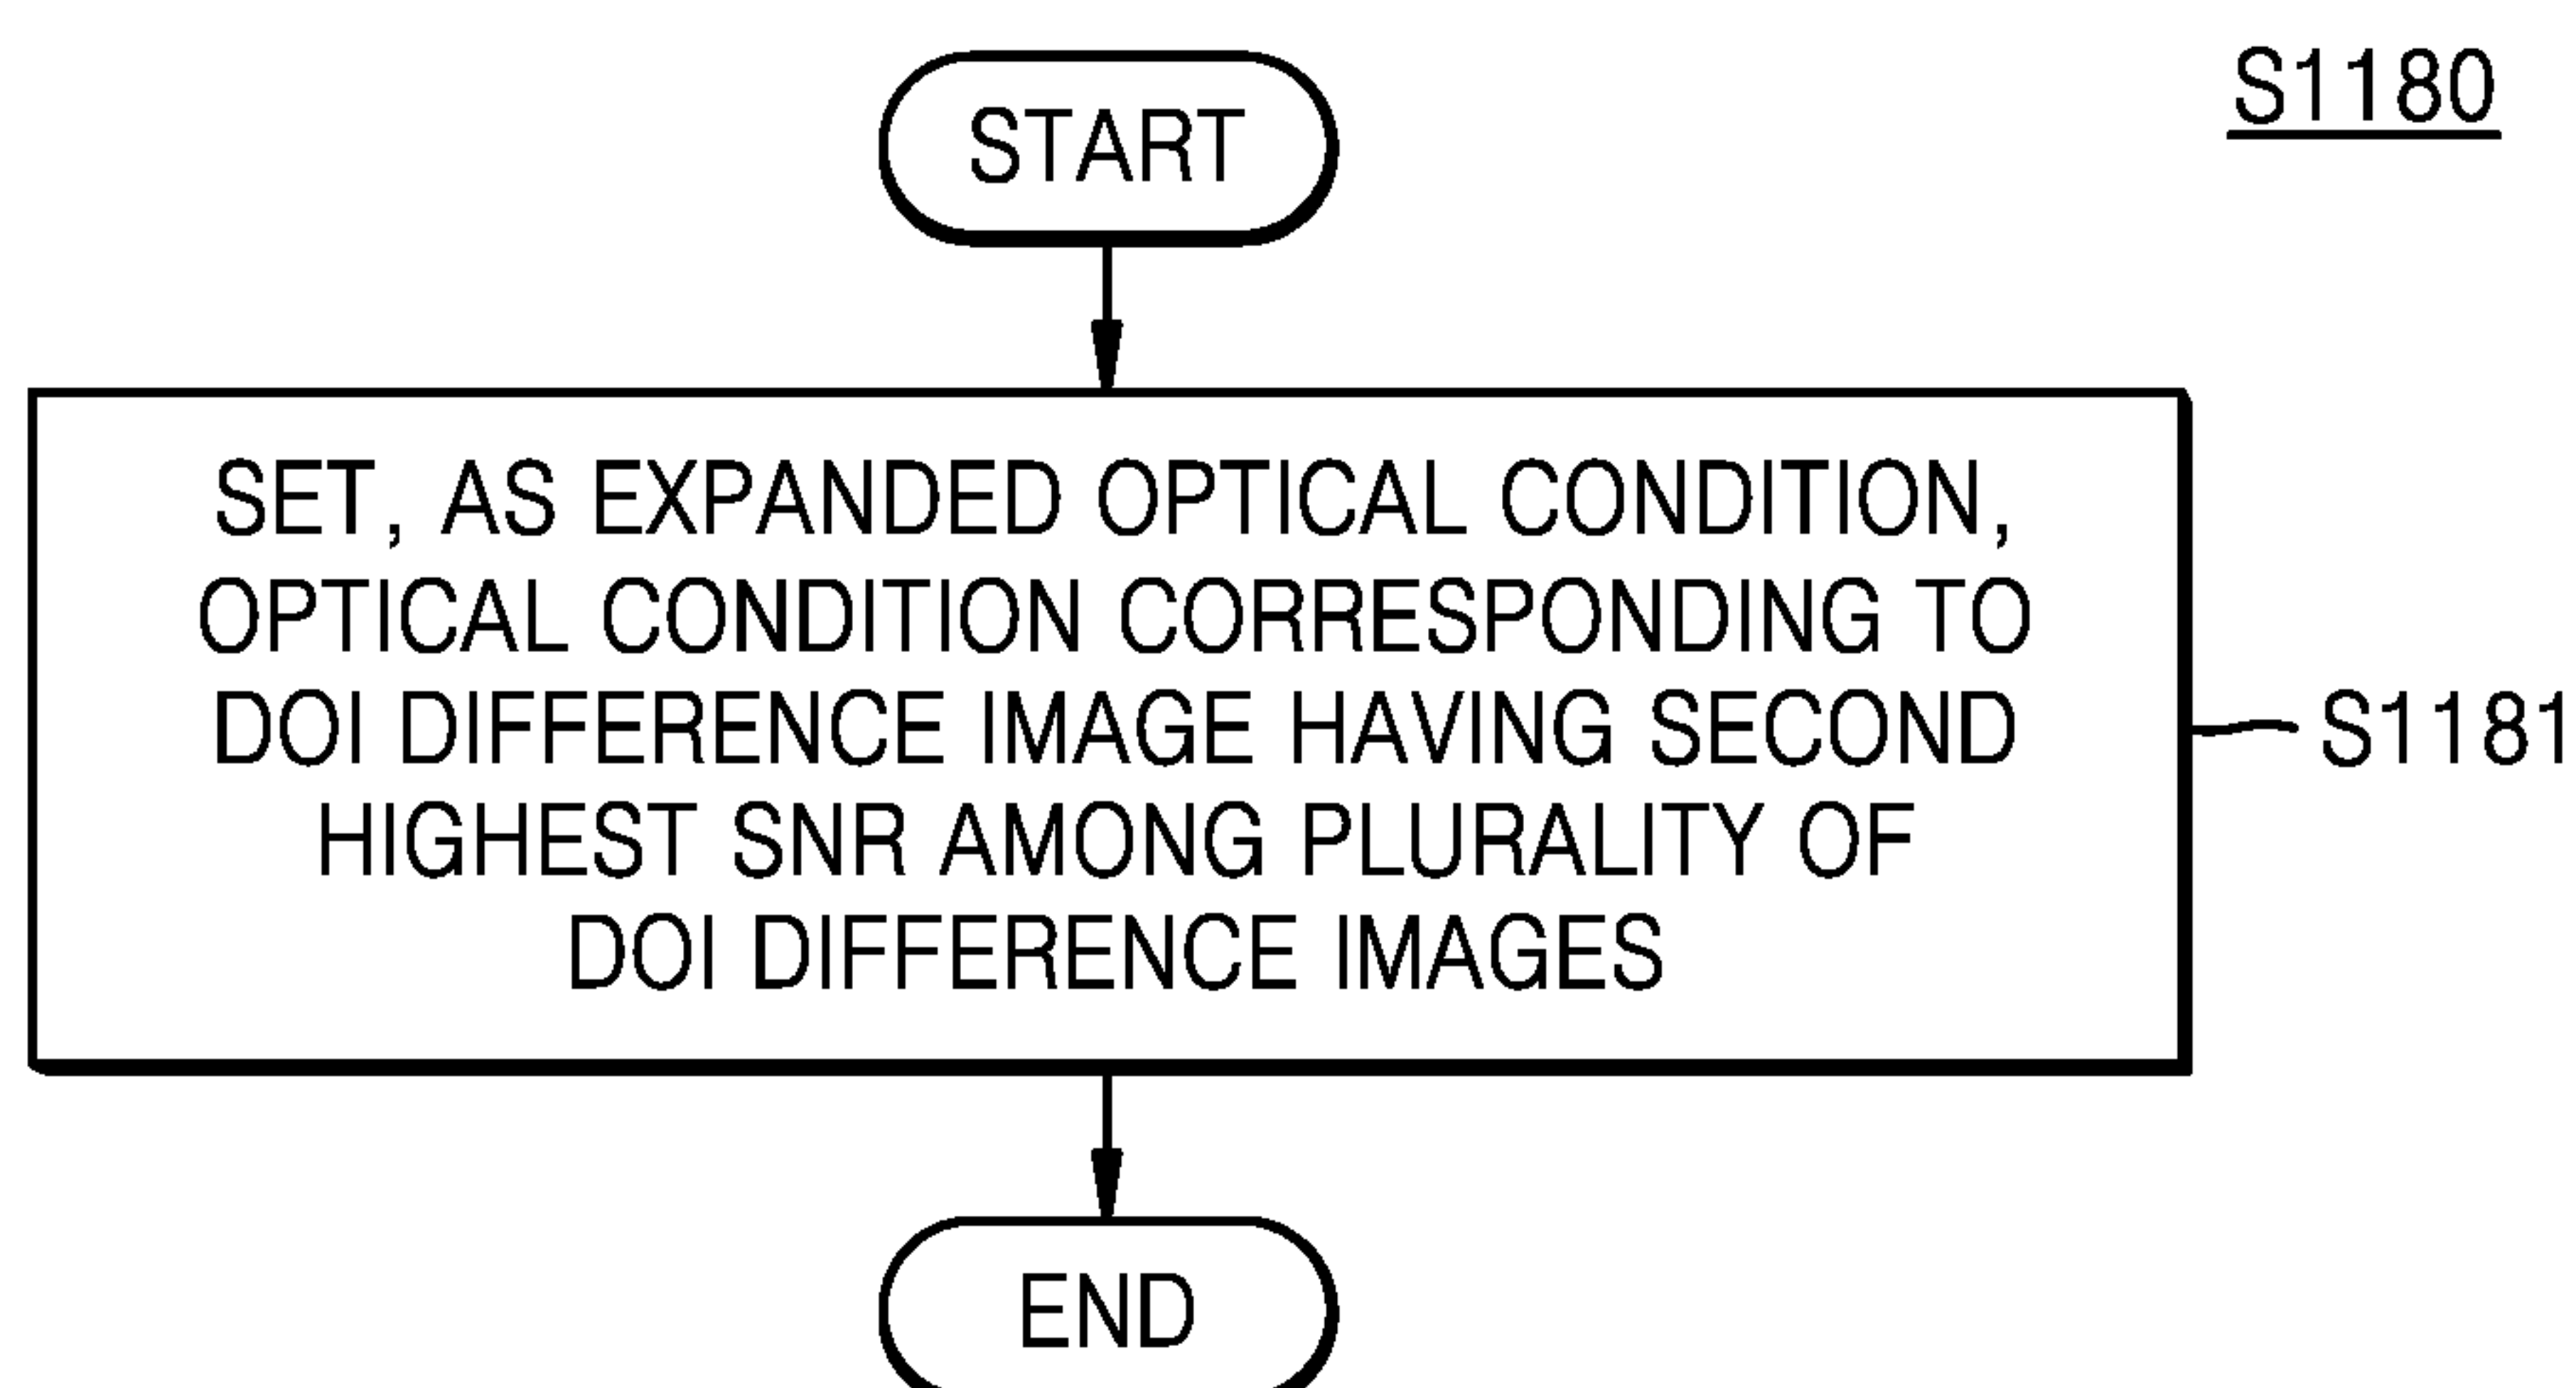 S1180
START
SET, AS EXPANDED OPTICAL CONDITION,
OPTICAL CONDITION CORRESPONDING TO
DOI DIFFERENCE IMAGE HAVING SECOND
HIGHEST SNR AMONG PLURALITY OF
DOI DIFFERENCE IMAGES
S1181
END